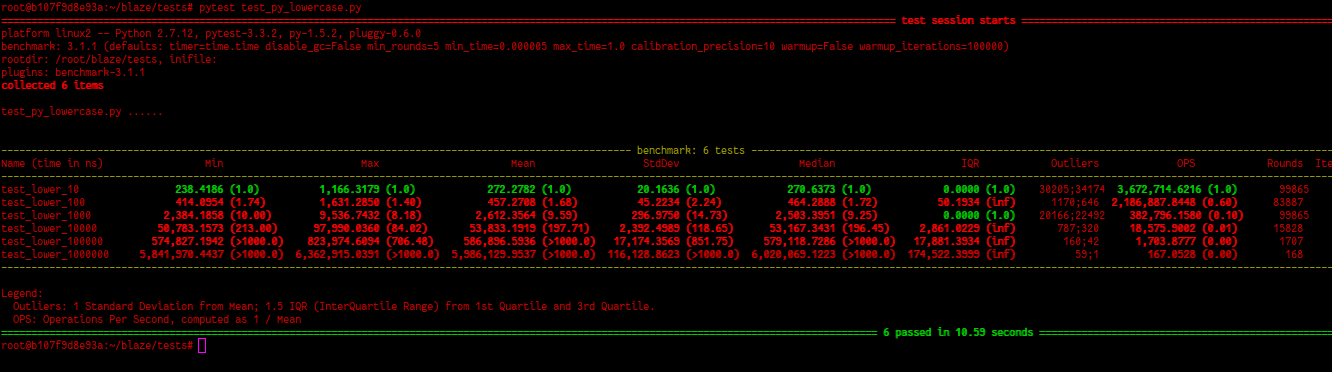 root@b107f9d8e93a:~/blaze/tests# pytest test_py_lowercase.py
test session starts
platform linux2 -- Python 2.7.12, pytest-3.3.2, py-1.5.2, pluggy-0.6.0
benchmark: 3.1.1 (defaults: timer=time.time disable_gc=False min_rounds=5 min_time=0.000005 max_time=1.0 calibration_precision=10 warmup=False warmup_iterations=100000)
rootdir: /root/blaze/tests, inifile:
plugins: benchmark-3.1.1
collected 6 items
test_py_lowercase.py ......
benchmark: 6 tests
Name (time in ns) Min Max Mean StdDev Median IQR Outliers OPS Rounds Ite
test_lower_10 238.4186 (1.0) 1,166.3179 (1.0) 272.2782 (1.0) 20.1636 (1.0) 270.6373 (1.0) 0.0000 (1.0) 30205;34174 3,672,714.6216 (1.0) 99865
test_lower_100 414.0954 (1.74) 1,631.2850 (1.40) 457.2708 (1.68) 45.2234 (2.24) 464.2888 (1.72) 50.1934 (inf) 1170;646 2,186,887.8448 (0.60) 83887
test_lower_1000 2,384.1858 (10.00) 9,536.7432 (8.18) 2,612.3564 (9.59) 296.9750 (14.73) 2,503.3951 (9.25) 0.0000 (1.0) 20166;22492 382,796.1580 (0.10) 99865
test_lower_10000 50,783.1573 (213.00) 97,990.0360 (84.02) 53,833.1919 (197.71) 2,392.4989 (118.65) 53,167.3431 (196.45) 2,861.0229 (inf) 787;320 18,575.9002 (0.01) 15828
test_lower_100000 574,827.1942 (>1000.0) 823,974.6094 (706.48) 586,896.5936 (>1000.0) 17,174.3569 (851.75) 579,118.7286 (>1000.0) 17,881.3934 (inf) 160;42 1,703.8777 (0.00) 1707
test_lower_1000000 5,841,970.4437 (>1000.0) 6,362,915.0391 (>1000.0) 5,986,129.9537 (>1000.0) 116,128.8623 (>1000.0) 6,020,069.1223 (>1000.0) 174,522.3999 (inf) 59;1 167.0528 (0.00) 168
Legend:
Outliers: 1 Standard Deviation from Mean; 1.5 IQR (InterQuartile Range) from 1st Quartile and 3rd Quartile.
OPS: Operations Per Second, computed as 1 / Mean
6 passed in 10.59 seconds
root@b107f9d8e93a:~/blaze/tests#